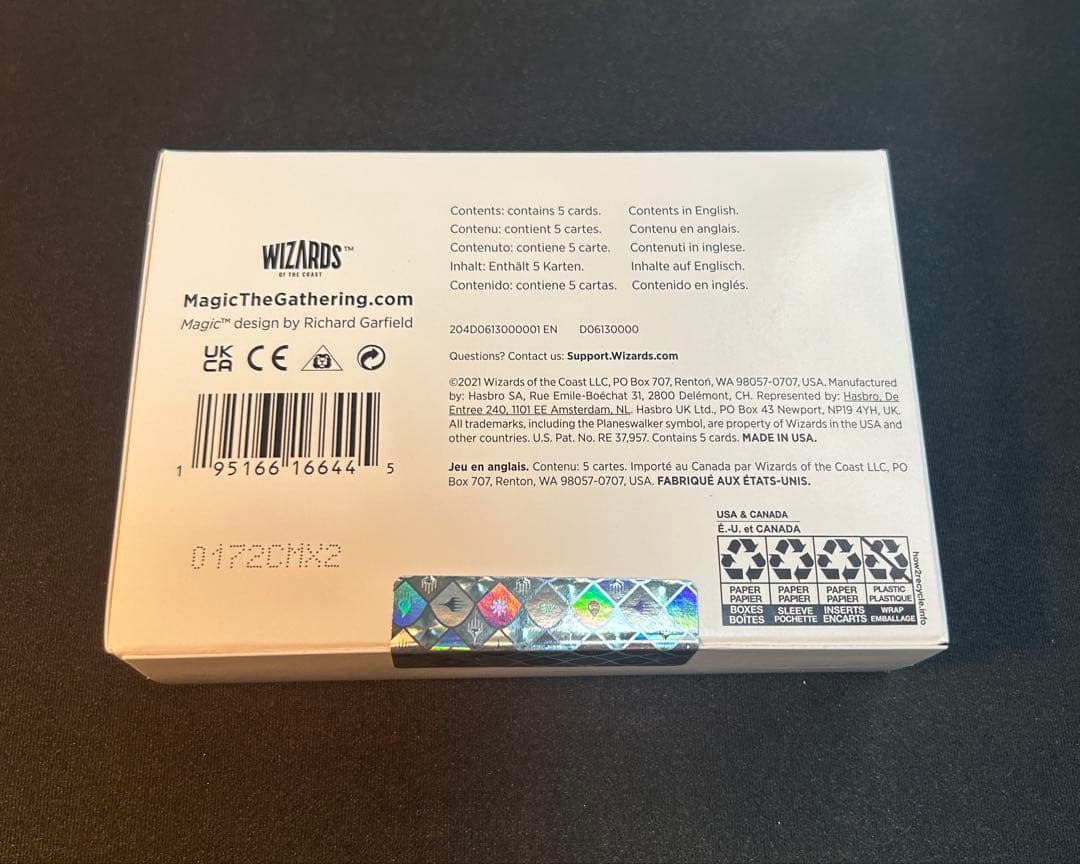 WIZARDS™
OF THE COAST
MagicTheGathering.com
Magic™ design by Richard Garfield
UK
CA CE
1 95166 16644 5
0172CMX2
Contents: contains 5 cards. Contents in English.
Contenu: contient 5 cartes. Contenu en anglais.
Contenuto: contiene 5 carte. Contenuti in inglese.
Inhalt: Enthält 5 Karten. Inhalte auf Englisch.
Contenido: contiene 5 cartas. Contenido en inglés.
204D0613000001 EN D06130000
Questions? Contact us: Support.Wizards.com
©2021 Wizards of the Coast LLC, PO Box 707, Renton, WA 98057-0707, USA. Manufactured
by: Hasbro SA, Rue Emile-Boéchat 31, 2800 Delémont, CH. Represented by: Hasbro, De
Entree 240, 1101 EE Amsterdam, NL. Hasbro UK Ltd., PO Box 43 Newport, NP19 4YH, UK.
All trademarks, including the Planeswalker symbol, are property of Wizards in the USA and
other countries. U.S. Pat. No. RE 37,957. Contains 5 cards. MADE IN USA.
Jeu en anglais. Contenu: 5 cartes. Importé au Canada par Wizards of the Coast LLC, PO
Box 707, Renton, WA 98057-0707, USA. FABRIQUÉ AUX ÉTATS-UNIS.
USA & CANADA
É.-U. et CANADA
PAPER PAPER PAPER PLASTIC
PAPIER PAPIER PAPIER PLASTIQUE
BOXES SLEEVE INSERTS WRAP
BOÎTES POCHETTE ENCARTS EMBALLAGE
how2recycle.info